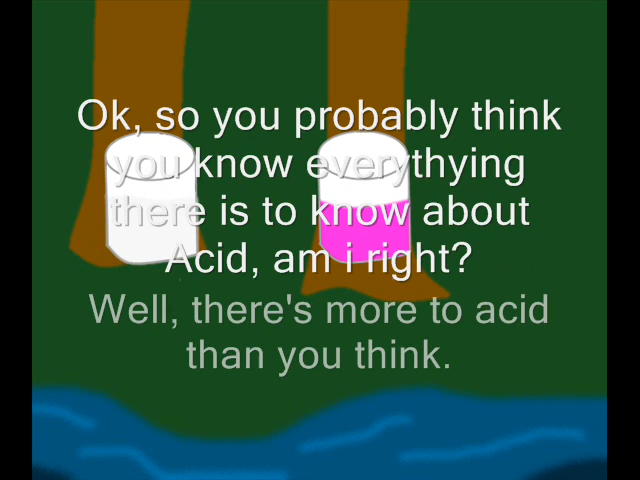 Ok, so you probably think
you know everythying
there is to know about
Acid, am i right?
Well, there's more to acid
than you think.